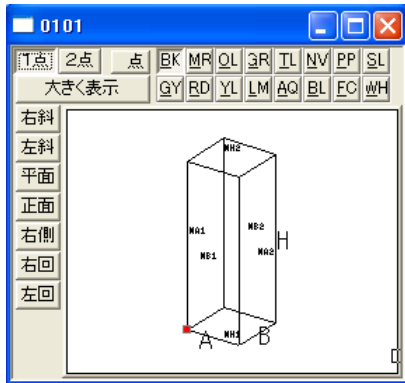 0101
1点 2点 点 BK MR OL GR TL NV PP SL
大きく表示 GY RD YL LM AQ BL FC WH
右斜
左斜
平面
正面
右側
右回
左回
MH2
MA1
MB2
MB1
MA2
H
MH1
A
B